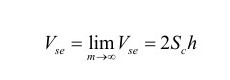 V_{se} = \lim_{m \to \infty} V_{se} = 2S_c h